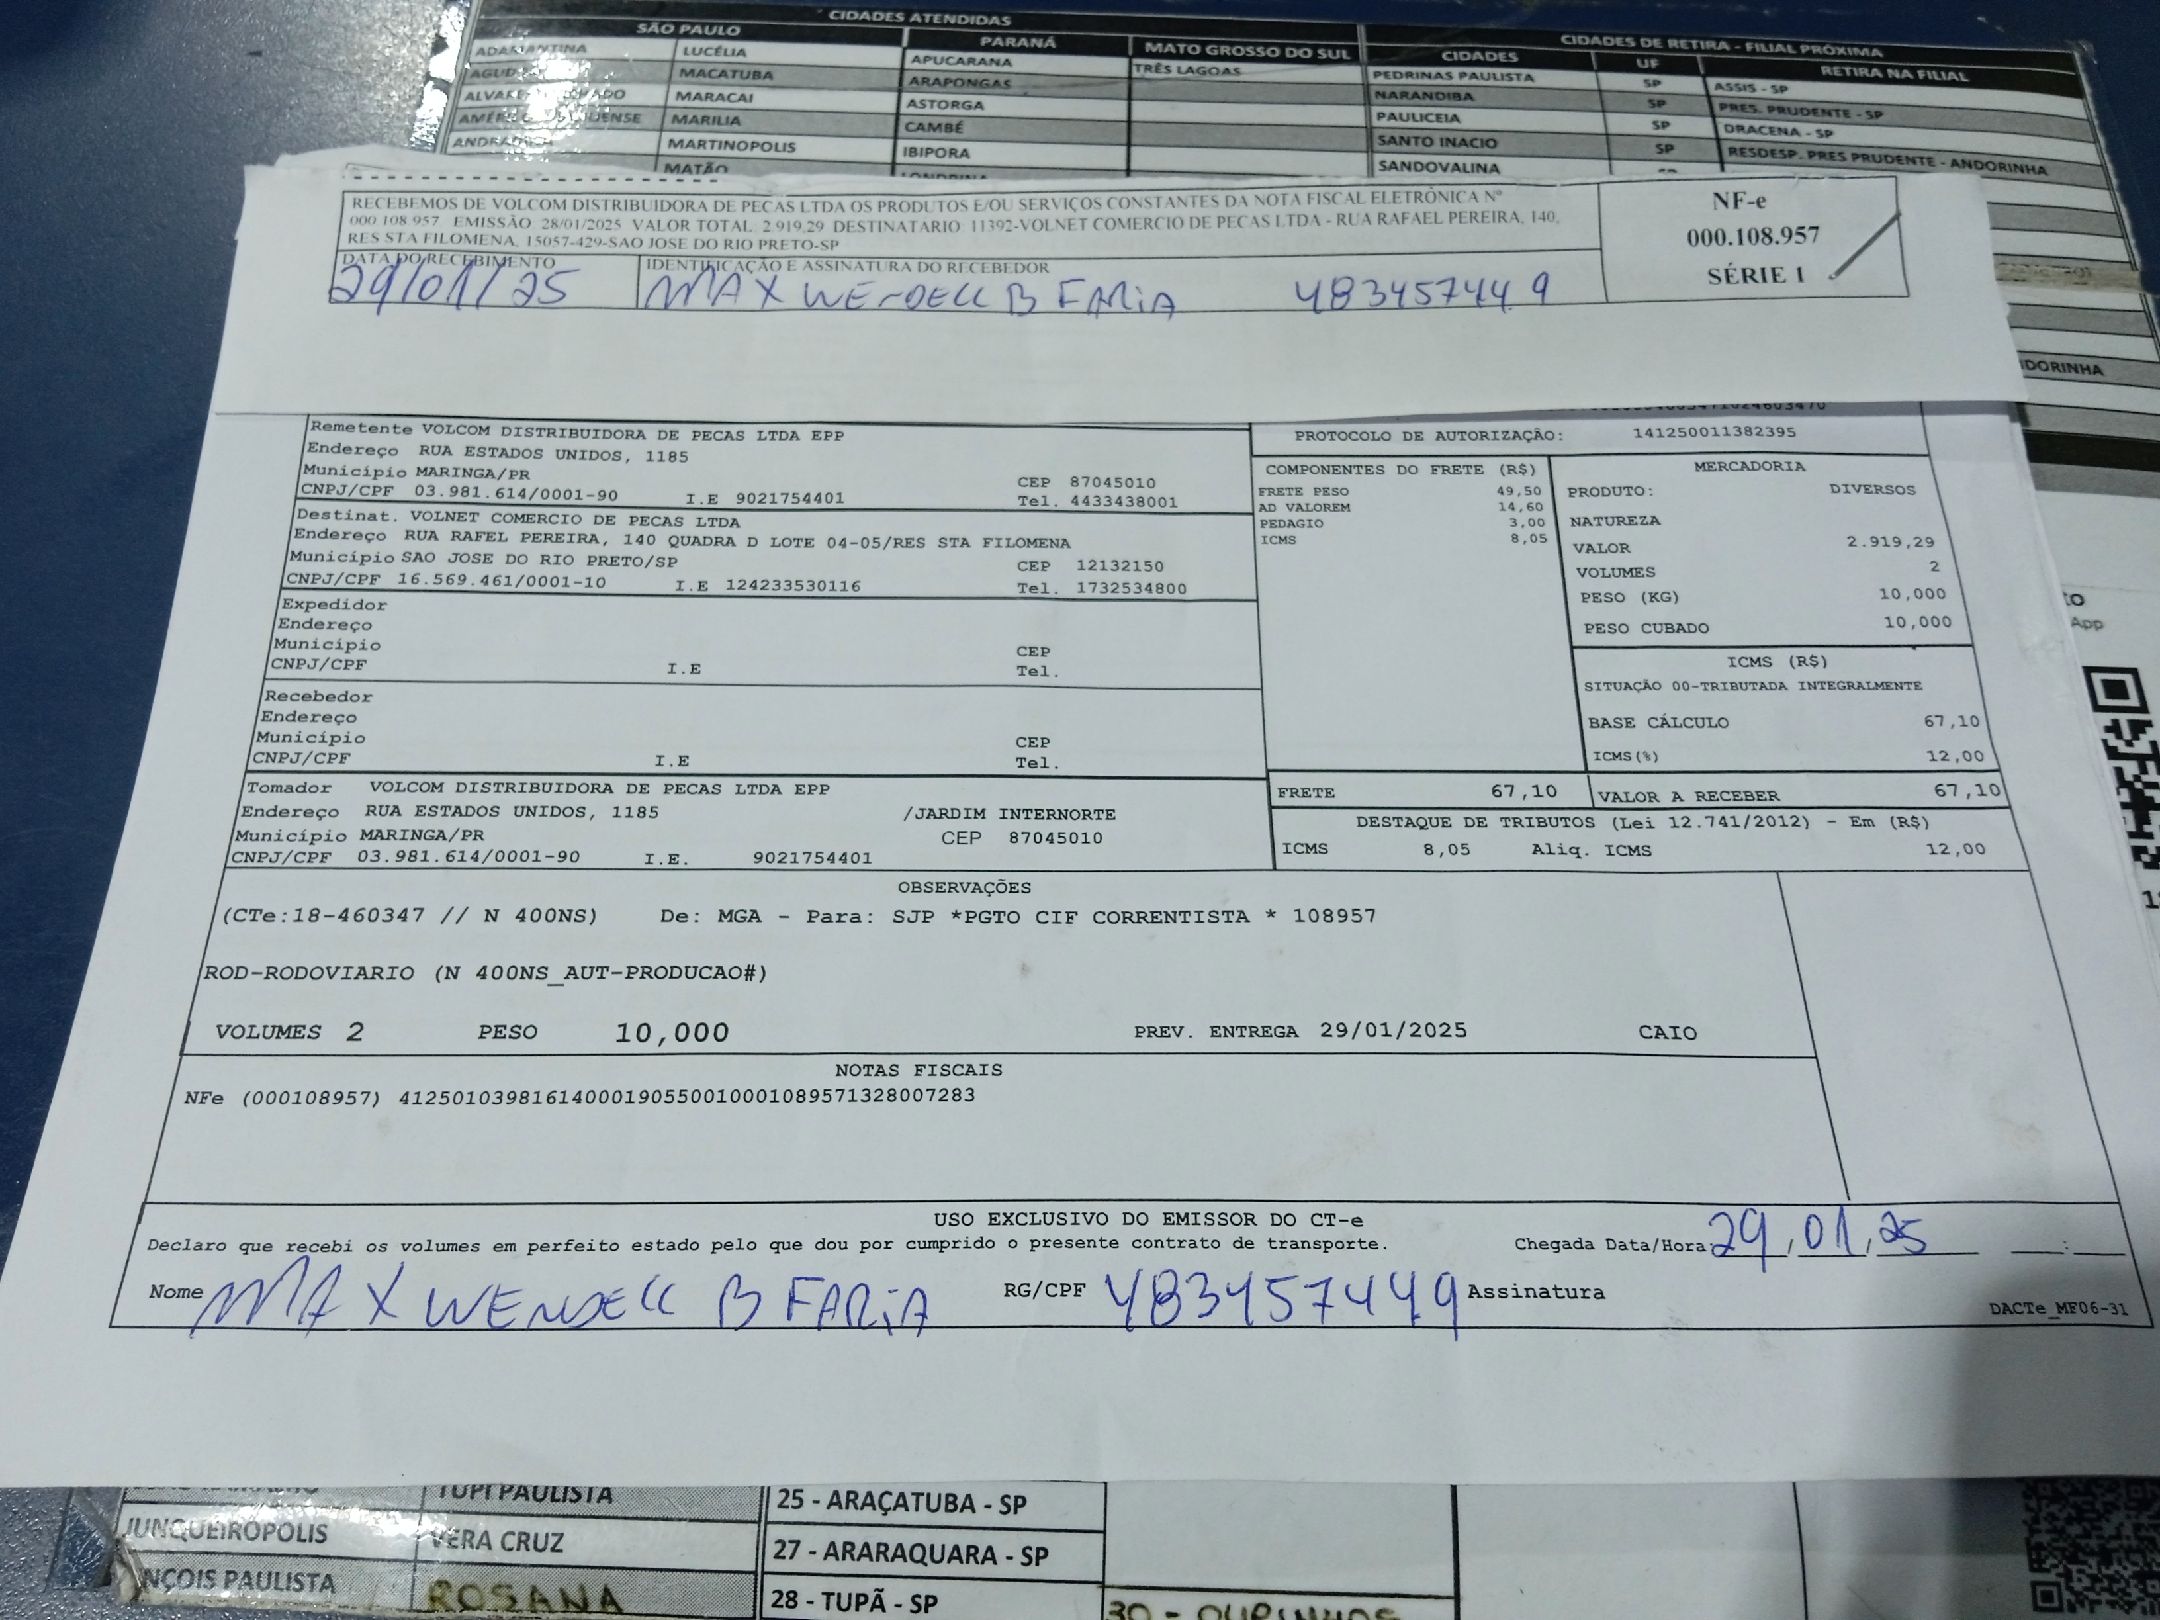 CIDADES ATENDIDAS
SÃO PAULO PARANÁ MATO GROSSO DO SUL
ADAMANTINA LUCÉLIA APUCARANA TRÊS LAGOAS
MACATUBA ARAPONGAS
MARACAI ASTORGA
MARILIA CAMBÉ
MARTINOPOLIS IBIPORA
MATÃO LONDRINA
CIDADES DE RETIRA - FILIAL PRÓXIMA
CIDADES UF RETIRA NA FILIAL
PEDRINAS PAULISTA SP ASSIS - SP
NARANDIBA SP PRES. PRUDENTE - SP
PAULICEIA SP DRACENA - SP
SANTO INACIO SP RESDESP. PRES PRUDENTE - ANDORINHA
SANDOVALINA
DORINHA
RECEBEMOS DE VOLCOM DISTRIBUIDORA DE PECAS LTDA OS PRODUTOS E/OU SERVIÇOS CONSTANTES DA NOTA FISCAL ELETRÔNICA Nº
000.108.957 EMISSÃO 28/01/2025 VALOR TOTAL: 2.919,29 DESTINATARIO: 11392-VOLNET COMERCIO DE PECAS LTDA - RUA RAFAEL PEREIRA, 140,
RES STA FILOMENA, 15057-429-SAO JOSE DO RIO PRETO-SP
DATA DO RECEBIMENTO IDENTIFICAÇÃO E ASSINATURA DO RECEBEDOR
29/01/25 MAX WENDELL B FARIA 483457449
NF-e
000.108.957
SÉRIE 1
Remetente VOLCOM DISTRIBUIDORA DE PECAS LTDA EPP
Endereço RUA ESTADOS UNIDOS, 1185
Município MARINGA/PR CEP 87045010
CNPJ/CPF 03.981.614/0001-90 I.E 9021754401 Tel. 4433438001
Destinat. VOLNET COMERCIO DE PECAS LTDA
Endereço RUA RAFEL PEREIRA, 140 QUADRA D LOTE 04-05/RES STA FILOMENA
Município SAO JOSE DO RIO PRETO/SP CEP 12132150
CNPJ/CPF 16.569.461/0001-10 I.E 124233530116 Tel. 1732534800
Expedidor
Endereço
Município CEP
CNPJ/CPF I.E Tel.
Recebedor
Endereço
Município CEP
CNPJ/CPF I.E Tel.
Tomador VOLCOM DISTRIBUIDORA DE PECAS LTDA EPP
Endereço RUA ESTADOS UNIDOS, 1185 /JARDIM INTERNORTE
Município MARINGA/PR CEP 87045010
CNPJ/CPF 03.981.614/0001-90 I.E. 9021754401
PROTOCOLO DE AUTORIZAÇÃO: 141250011382395
COMPONENTES DO FRETE (R$)
FRETE PESO 49,50
AD VALOREM 14,60
PEDAGIO 3,00
ICMS 8,05
MERCADORIA
PRODUTO: DIVERSOS
NATUREZA
VALOR 2.919,29
VOLUMES 2
PESO (KG) 10,000
PESO CUBADO 10,000
ICMS (R$)
SITUAÇÃO 00-TRIBUTADA INTEGRALMENTE
BASE CÁLCULO 67,10
ICMS(%) 12,00
FRETE 67,10 VALOR A RECEBER 67,10
DESTAQUE DE TRIBUTOS (Lei 12.741/2012) - Em (R$)
ICMS 8,05 Aliq. ICMS 12,00
OBSERVAÇÕES
(CTe:18-460347 // N 400NS) De: MGA - Para: SJP *PGTO CIF CORRENTISTA * 108957
ROD-RODOVIARIO (N 400NS_AUT-PRODUCAO#)
VOLUMES 2 PESO 10,000 PREV. ENTREGA 29/01/2025 CAIO
NOTAS FISCAIS
NFe (000108957) 41250103981614000190550010001089571328007283
USO EXCLUSIVO DO EMISSOR DO CT-e
Declaro que recebi os volumes em perfeito estado pelo que dou por cumprido o presente contrato de transporte. Chegada Data/Hora 29,01,25 :
Nome MAX WENDELL B FARIA RG/CPF 483457449 Assinatura
DACTe_MF06-31
to
App
TUPI PAULISTA 25 - ARAÇATUBA - SP
JUNQUEIROPOLIS VERA CRUZ 27 - ARARAQUARA - SP
NÇOIS PAULISTA ROSANA 28 - TUPÃ - SP 30 - OURINHOS